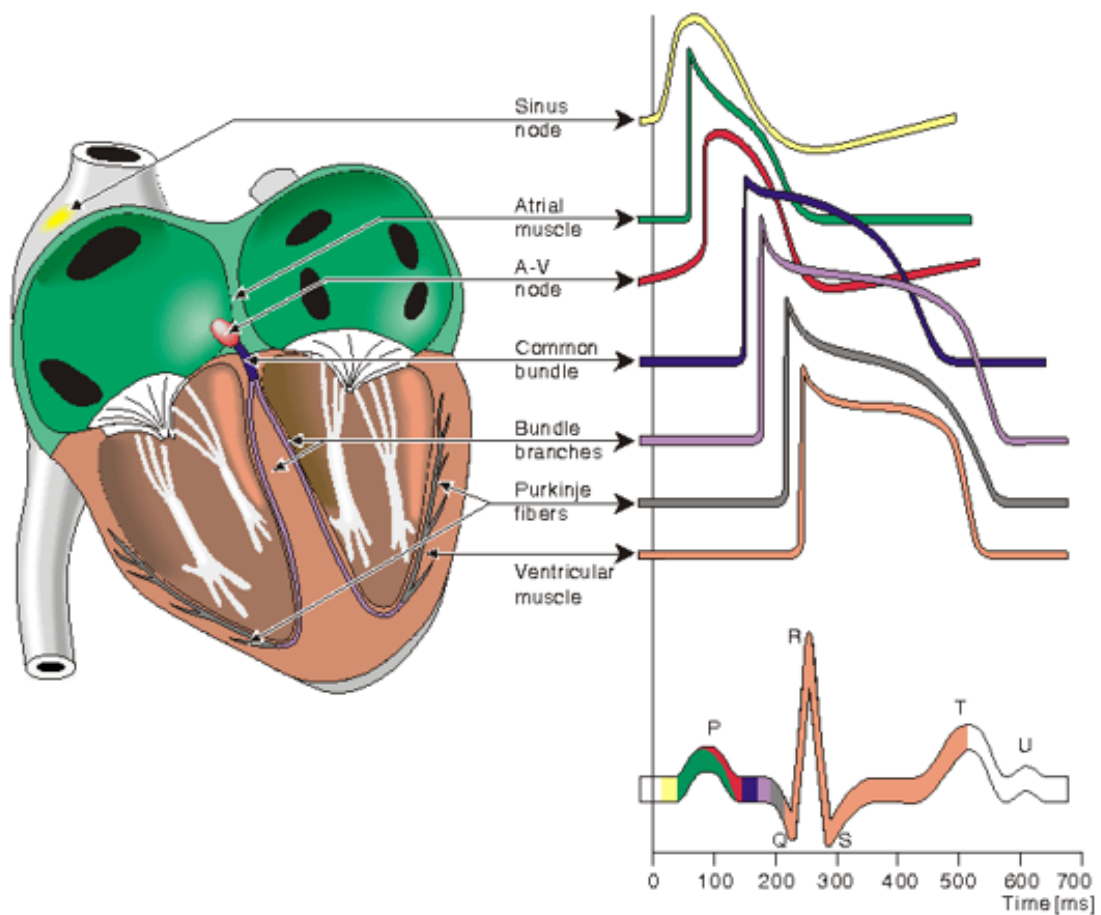 Sinus
node
Atrial
muscle
A-V
node
Common
bundle
Bundle
branches
Purkinje
fibers
Ventricular
muscle
R
P
T
U
Q
S
0 100 200 300 400 500 600 700
Time [ms]